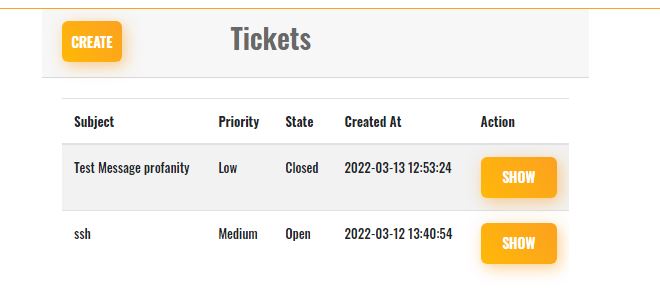 CREATE Tickets
Subject Priority State Created At Action
Test Message profanity Low Closed 2022-03-13 12:53:24 SHOW
ssh Medium Open 2022-03-12 13:40:54 SHOW